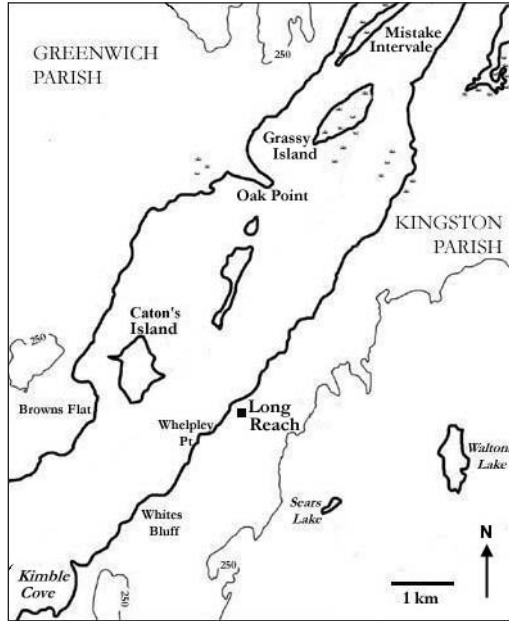 GREENWICH
PARISH
250
Mistake
Intervale
Grassy
Island
Oak Point
KINGSTON
PARISH
Caton's
Island
250
Browns Flat
Whelpley
Pt.
Long
Reach
Walton
Lake
Sears
Lake
Whites
Bluff
N
250
Kimble
Cove
250
1 km